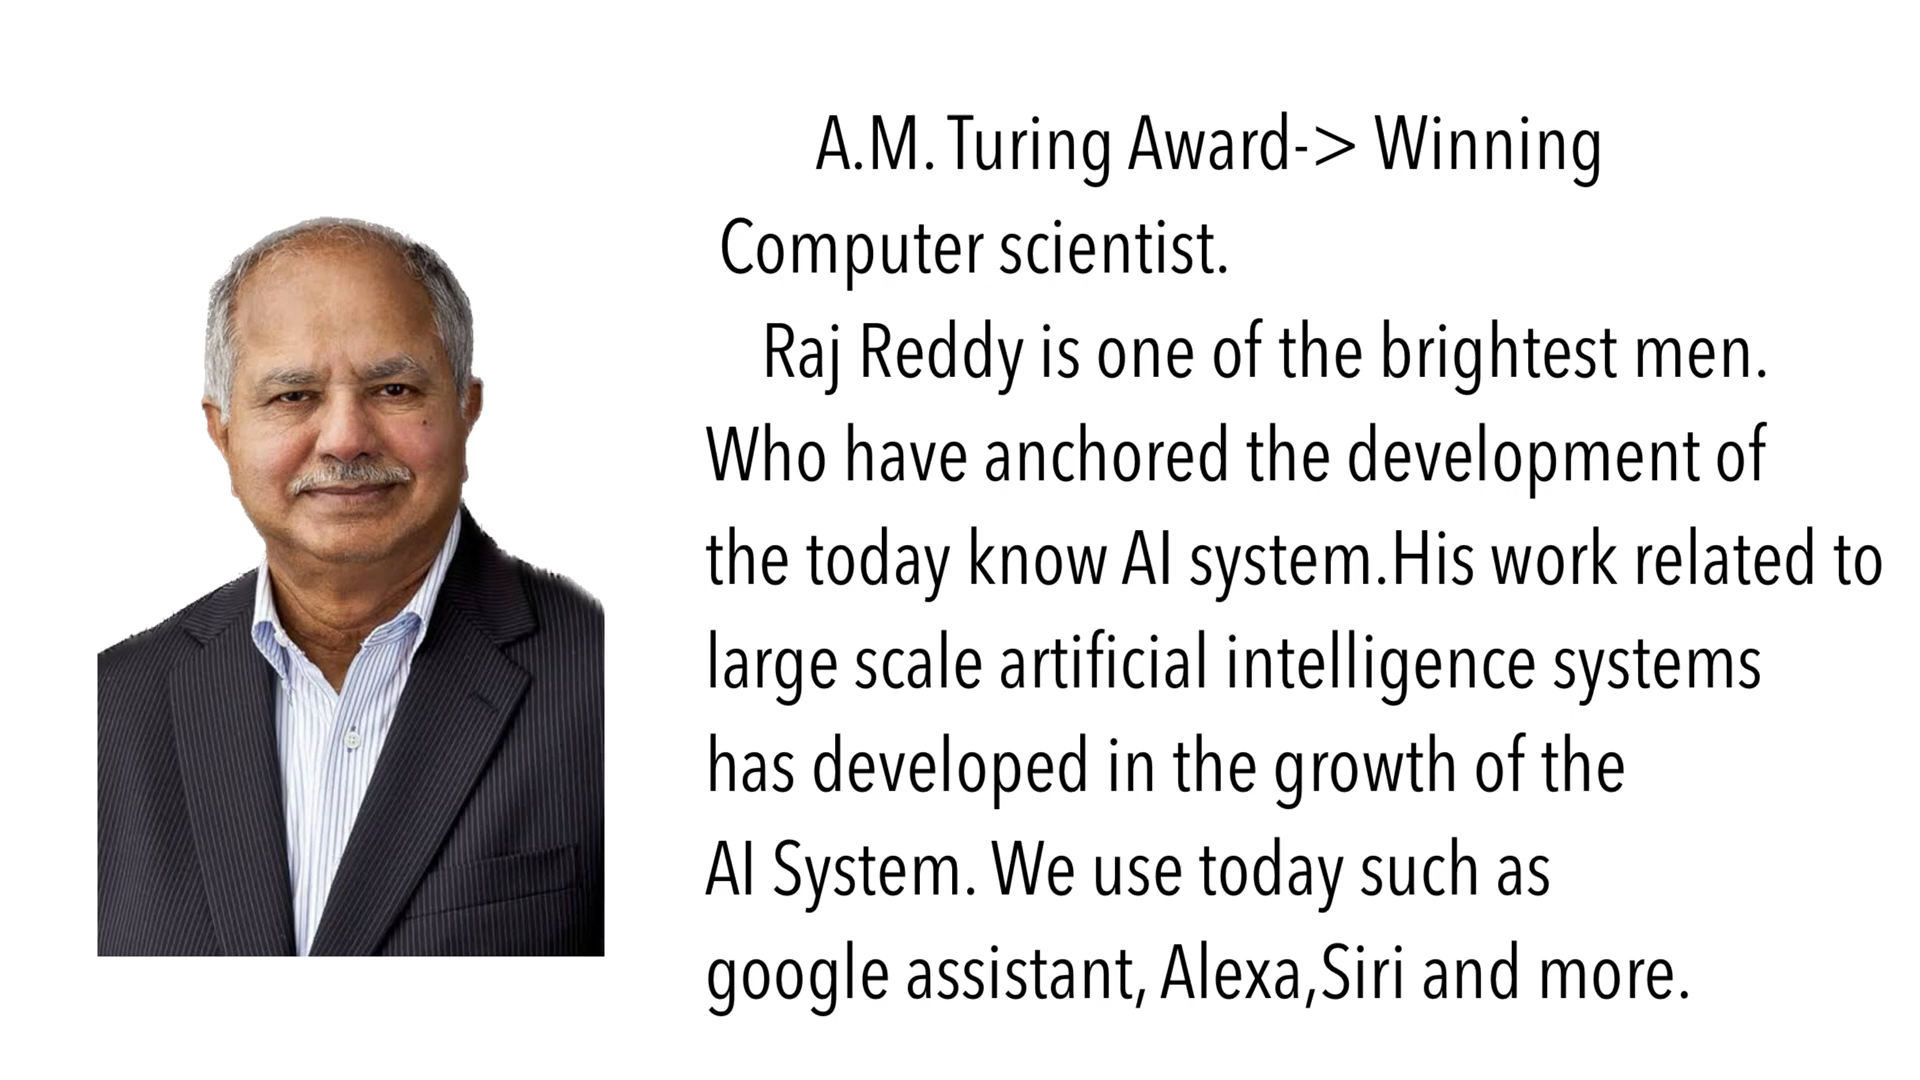 A.M. Turing Award-> Winning
Computer scientist.
Raj Reddy is one of the brightest men.
Who have anchored the development of
the today know AI system.His work related to
large scale artificial intelligence systems
has developed in the growth of the
AI System. We use today such as
google assistant, Alexa,Siri and more.